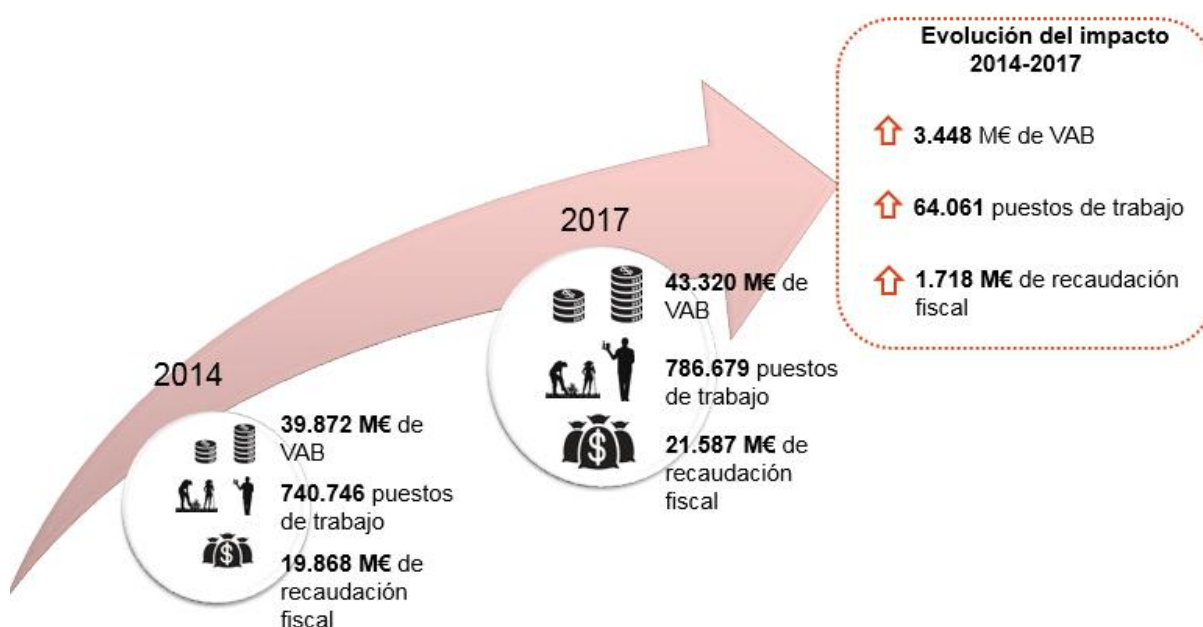 Evolución del impacto
2014-2017
3.448 M€ de VAB
64.061 puestos de trabajo
1.718 M€ de recaudación
fiscal
2017
43.320 M€ de
VAB
786.679 puestos
de trabajo
21.587 M€ de
recaudación
fiscal
2014
39.872 M€ de
VAB
740.746 puestos
de trabajo
19.868 M€ de
recaudación
fiscal